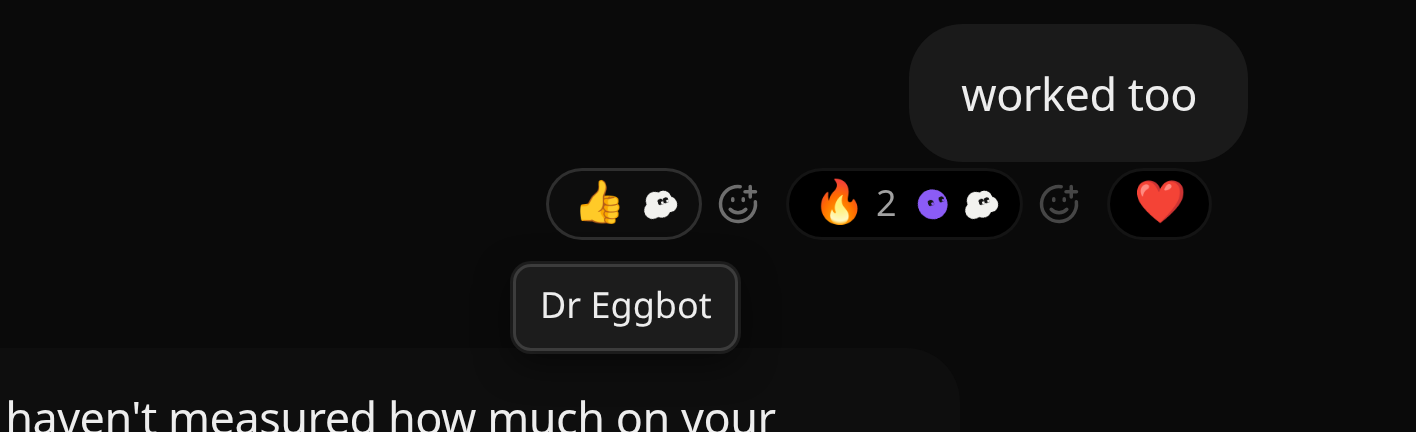 worked too
👍
🔥 2
❤️
Dr Eggbot
haven't measured how much on your